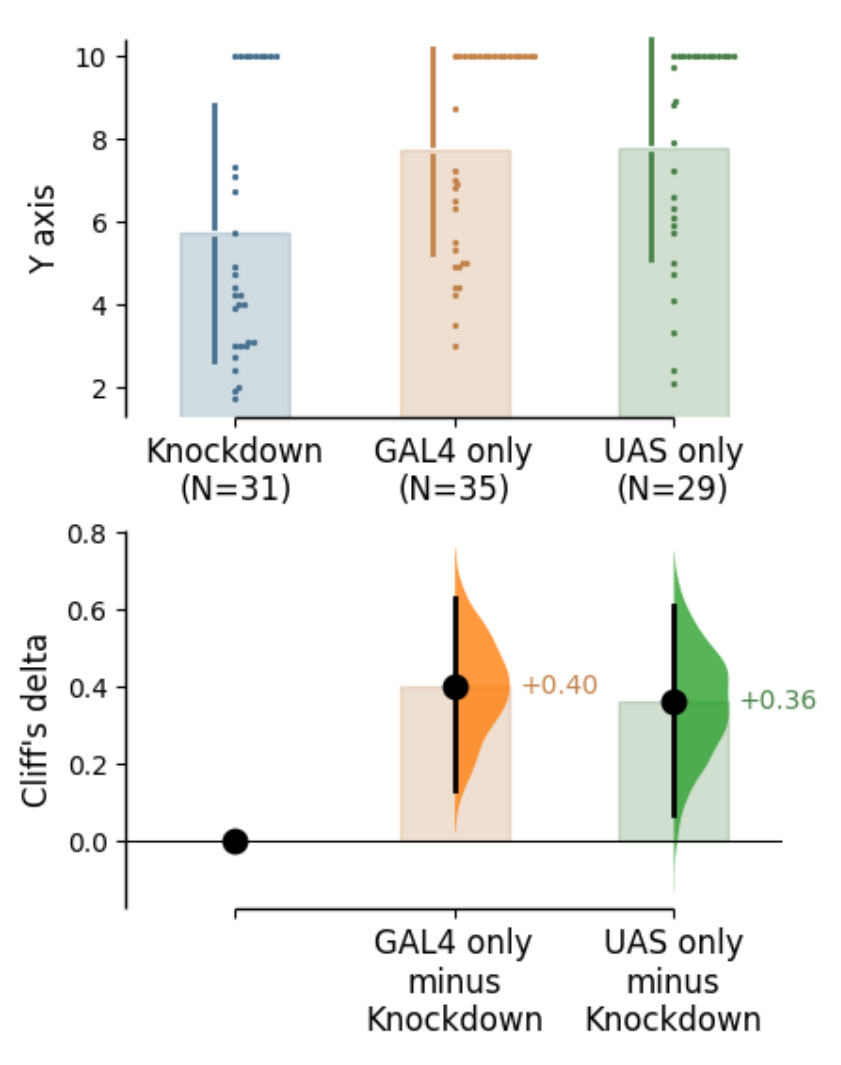 Y axis
10
8
6
4
2
Knockdown
(N=31)
GAL4 only
(N=35)
UAS only
(N=29)
Cliff's delta
0.8
0.6
0.4
0.2
0.0
+0.40
+0.36
GAL4 only
minus
Knockdown
UAS only
minus
Knockdown